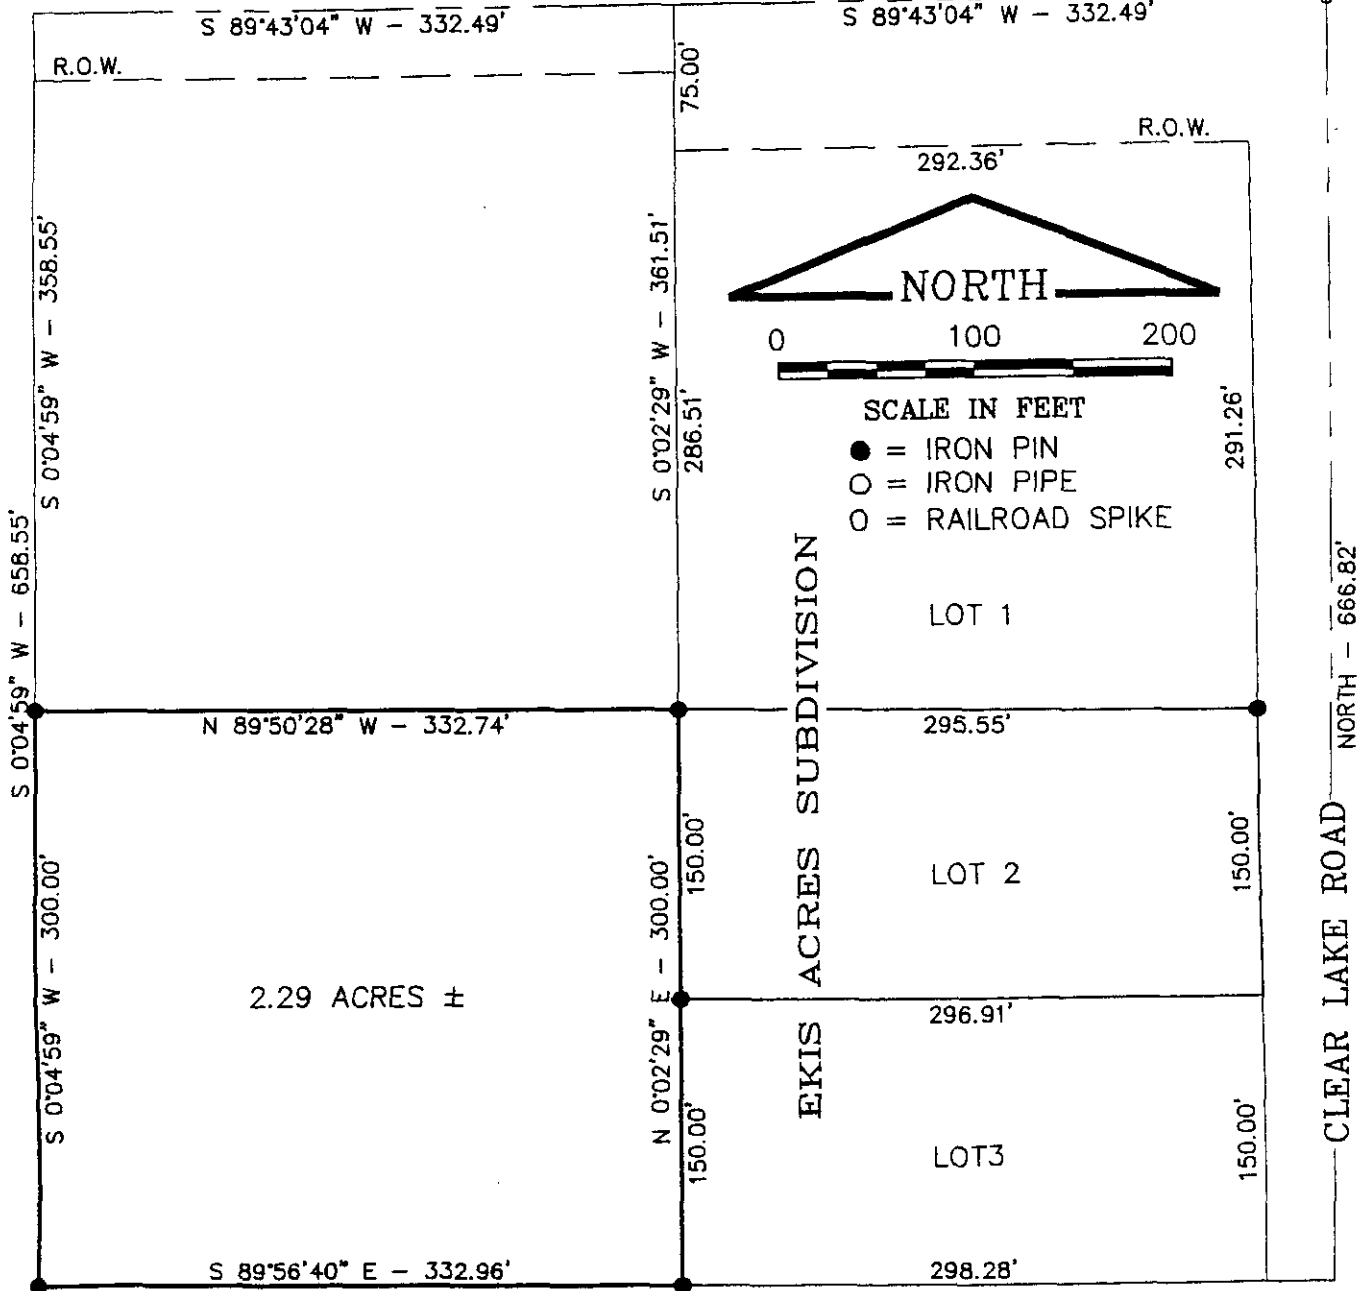 S 89°43'04" W – 332.49'
S 89°43'04" W – 332.49'
R.O.W.
75.00'
R.O.W.
292.36'
NORTH
0 100 200
SCALE IN FEET
● = IRON PIN
○ = IRON PIPE
0 = RAILROAD SPIKE
S 0°04'59" W – 358.55'
S 0°02'29" W – 361.51'
286.51'
291.26'
S 0°04'59" W – 658.55'
NORTH – 666.82'
LOT 1
EKIS ACRES SUBDIVISION
N 89°50'28" W – 332.74'
295.55'
S 0°04'59" W – 300.00'
N 0°02'29" E – 300.00'
150.00'
LOT 2
150.00'
CLEAR LAKE ROAD
2.29 ACRES ±
296.91'
150.00'
LOT3
150.00'
S 89°56'40" E – 332.96'
298.28'